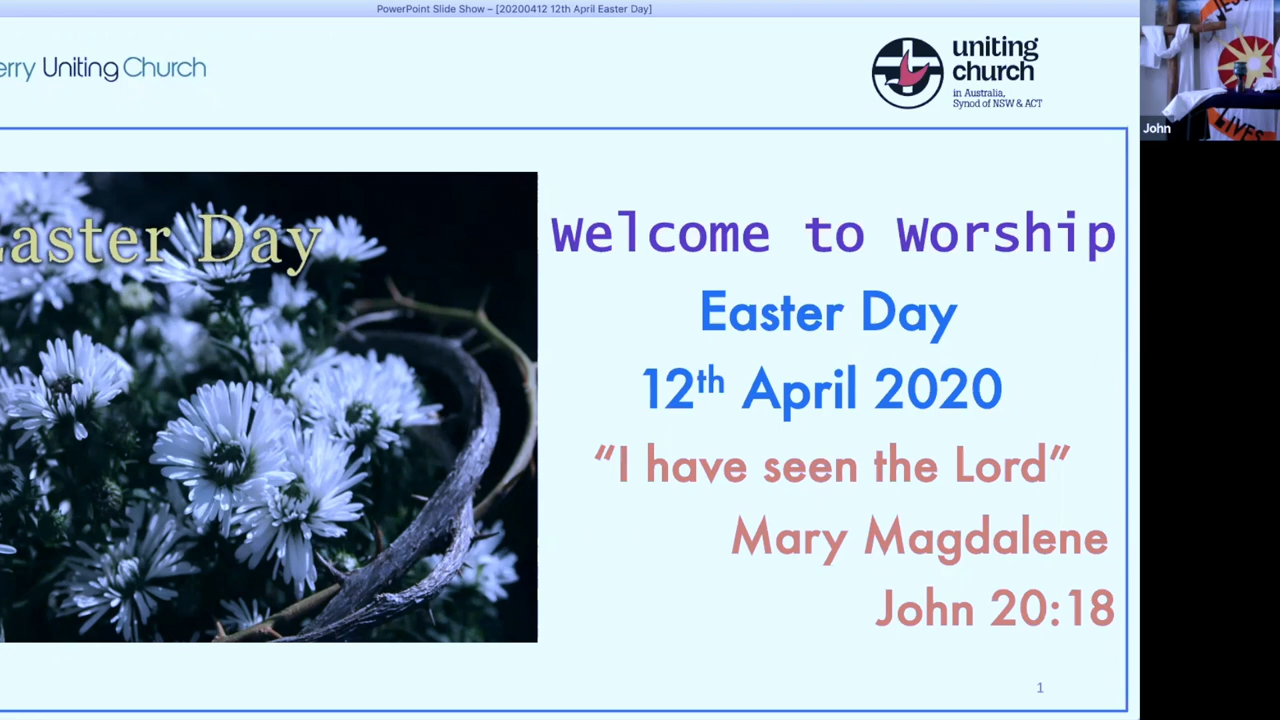 PowerPoint Slide Show – [20200412 12th April Easter Day]
Uniting Church
uniting
church
in Australia,
Synod of NSW & ACT
John
LIVES
Easter Day
Welcome to Worship
Easter Day
12th April 2020
“I have seen the Lord”
Mary Magdalene
John 20:18
1